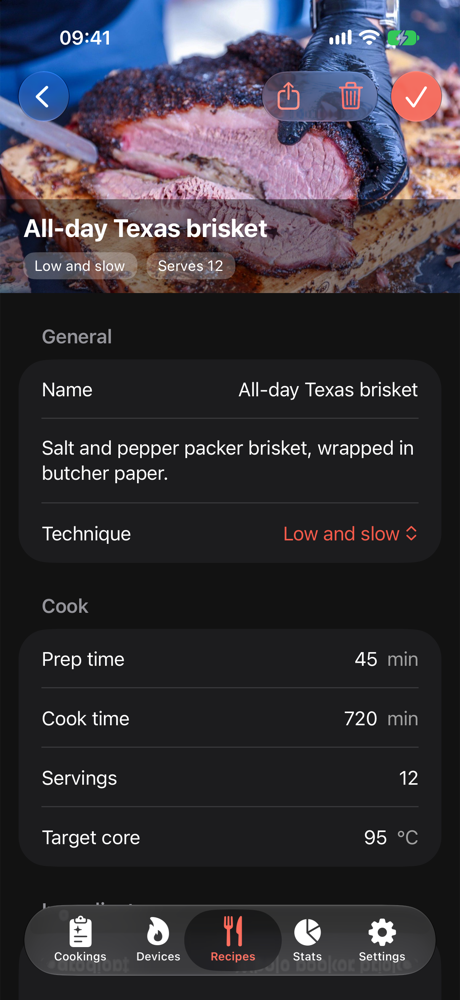 09:41
All-day Texas brisket
Low and slow
Serves 12
General
Name
All-day Texas brisket
Salt and pepper packer brisket, wrapped in
butcher paper.
Technique
Low and slow
Cook
Prep time
45 min
Cook time
720 min
Servings
12
Target core
95 °C
Cookings
Devices
Recipes
Stats
Settings